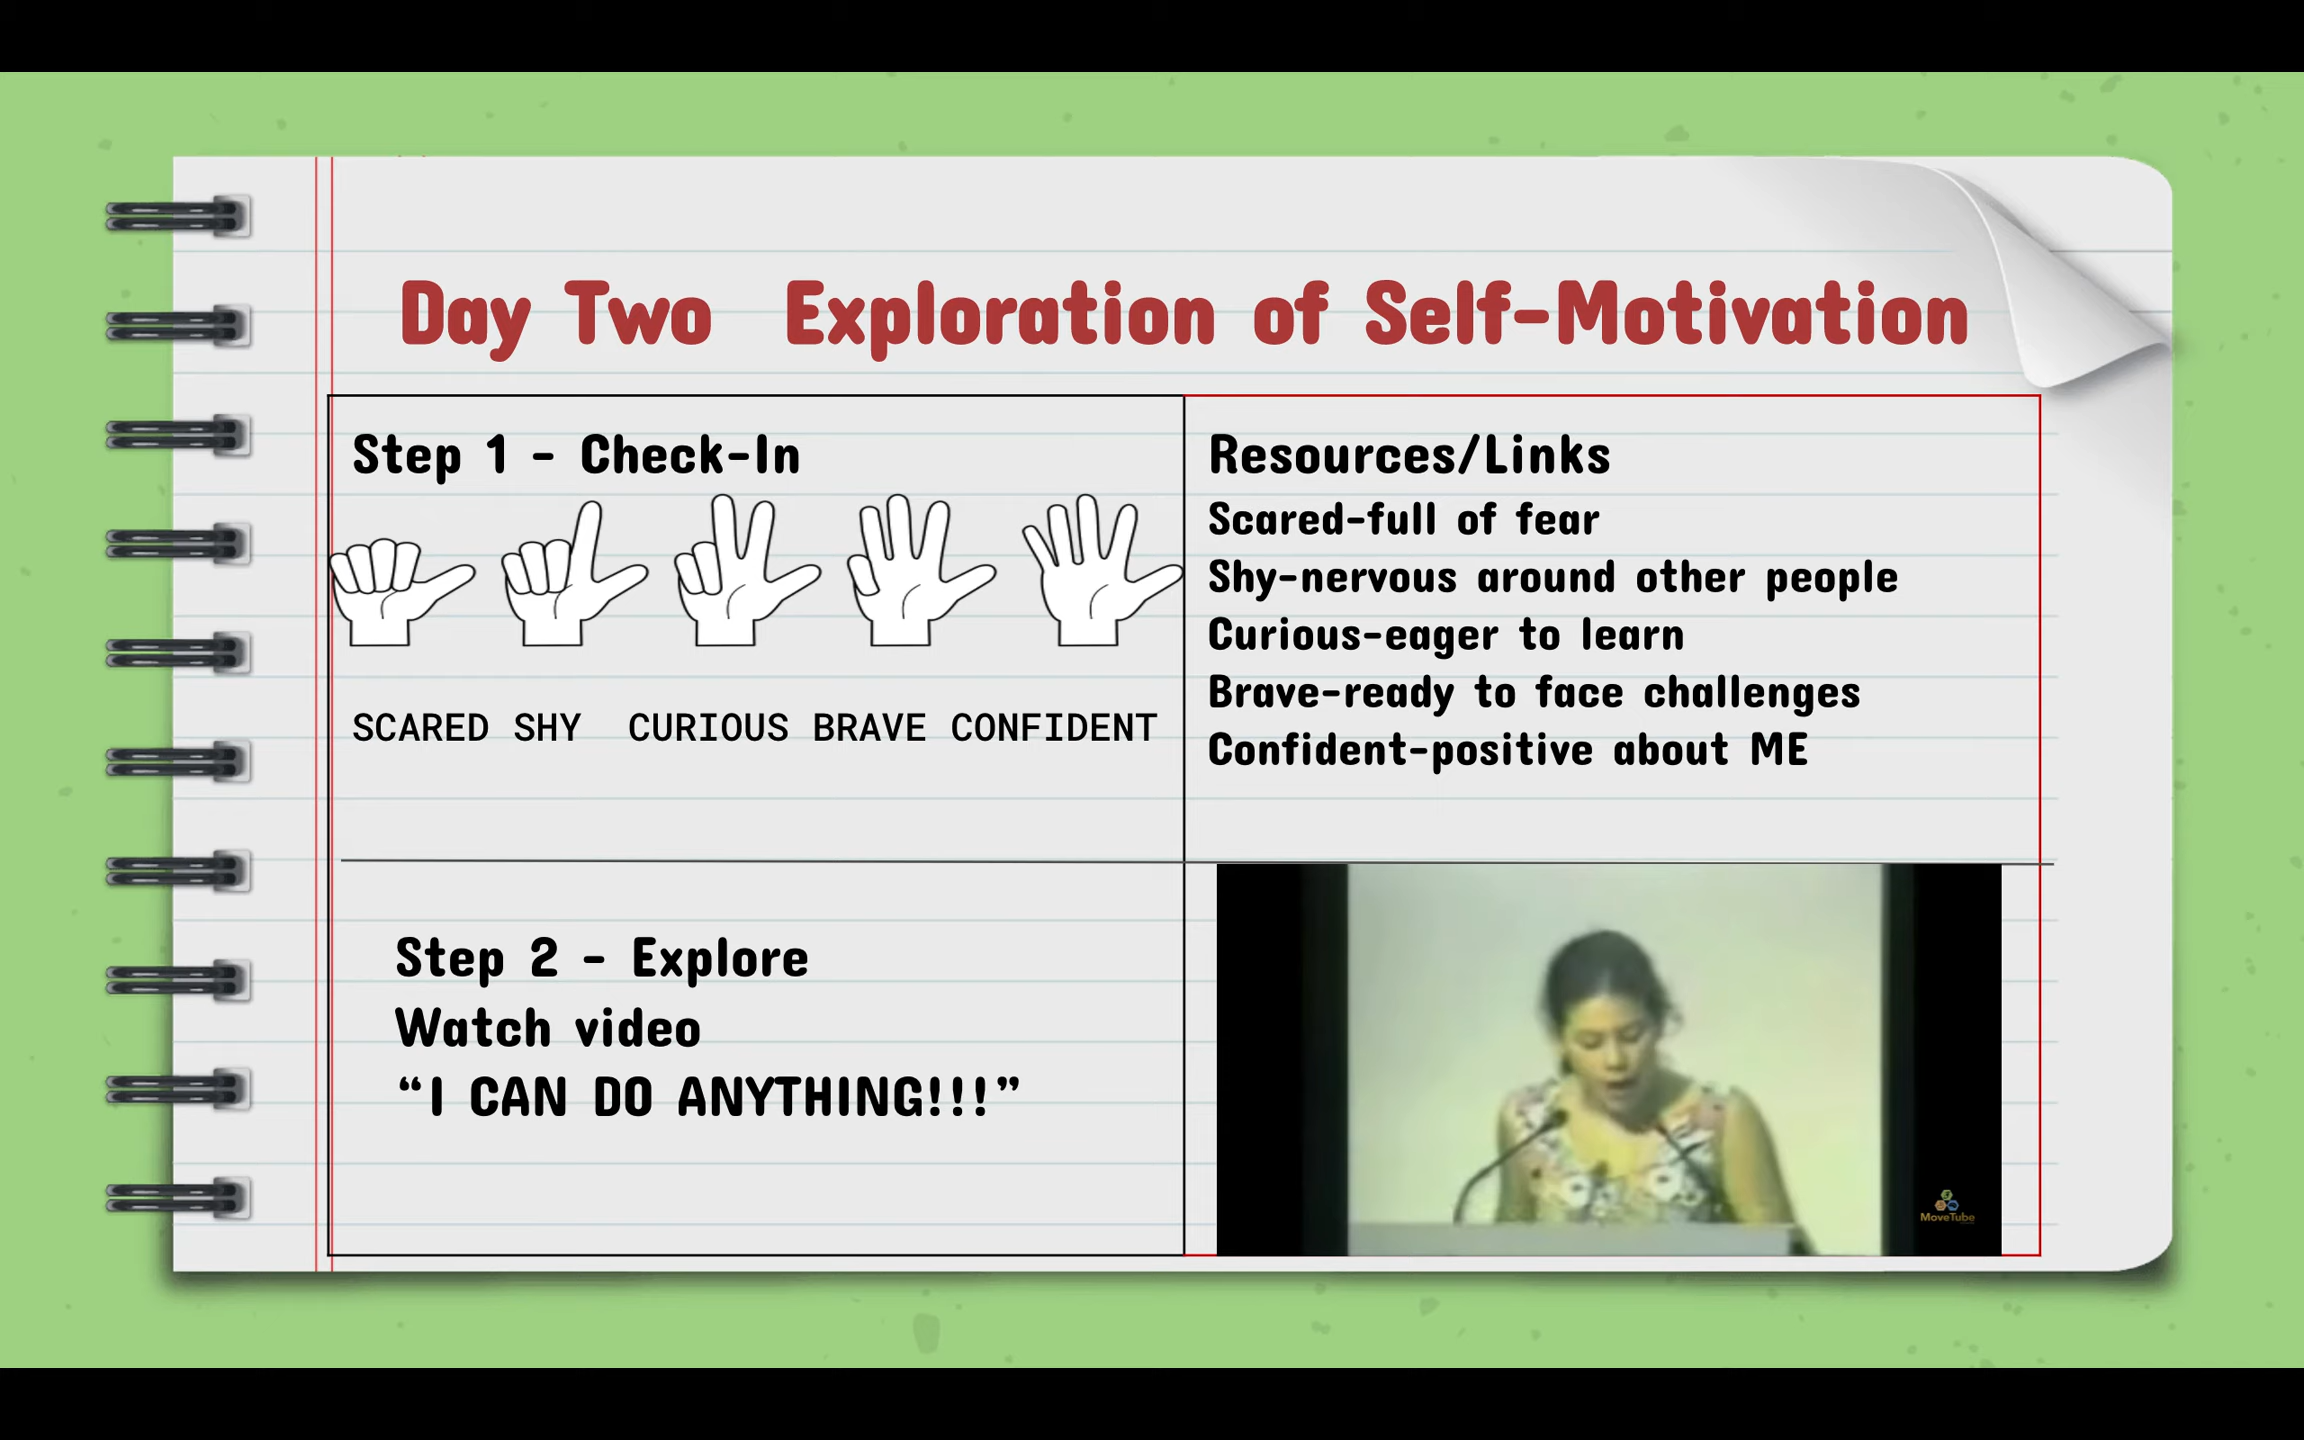 Day Two  Exploration of Self-Motivation
Step 1 - Check-In
SCARED SHY  CURIOUS BRAVE CONFIDENT
Resources/Links
Scared-full of fear
Shy-nervous around other people
Curious-eager to learn
Brave-ready to face challenges
Confident-positive about ME
Step 2 - Explore
Watch video
“I CAN DO ANYTHING!!!”
MoveTube